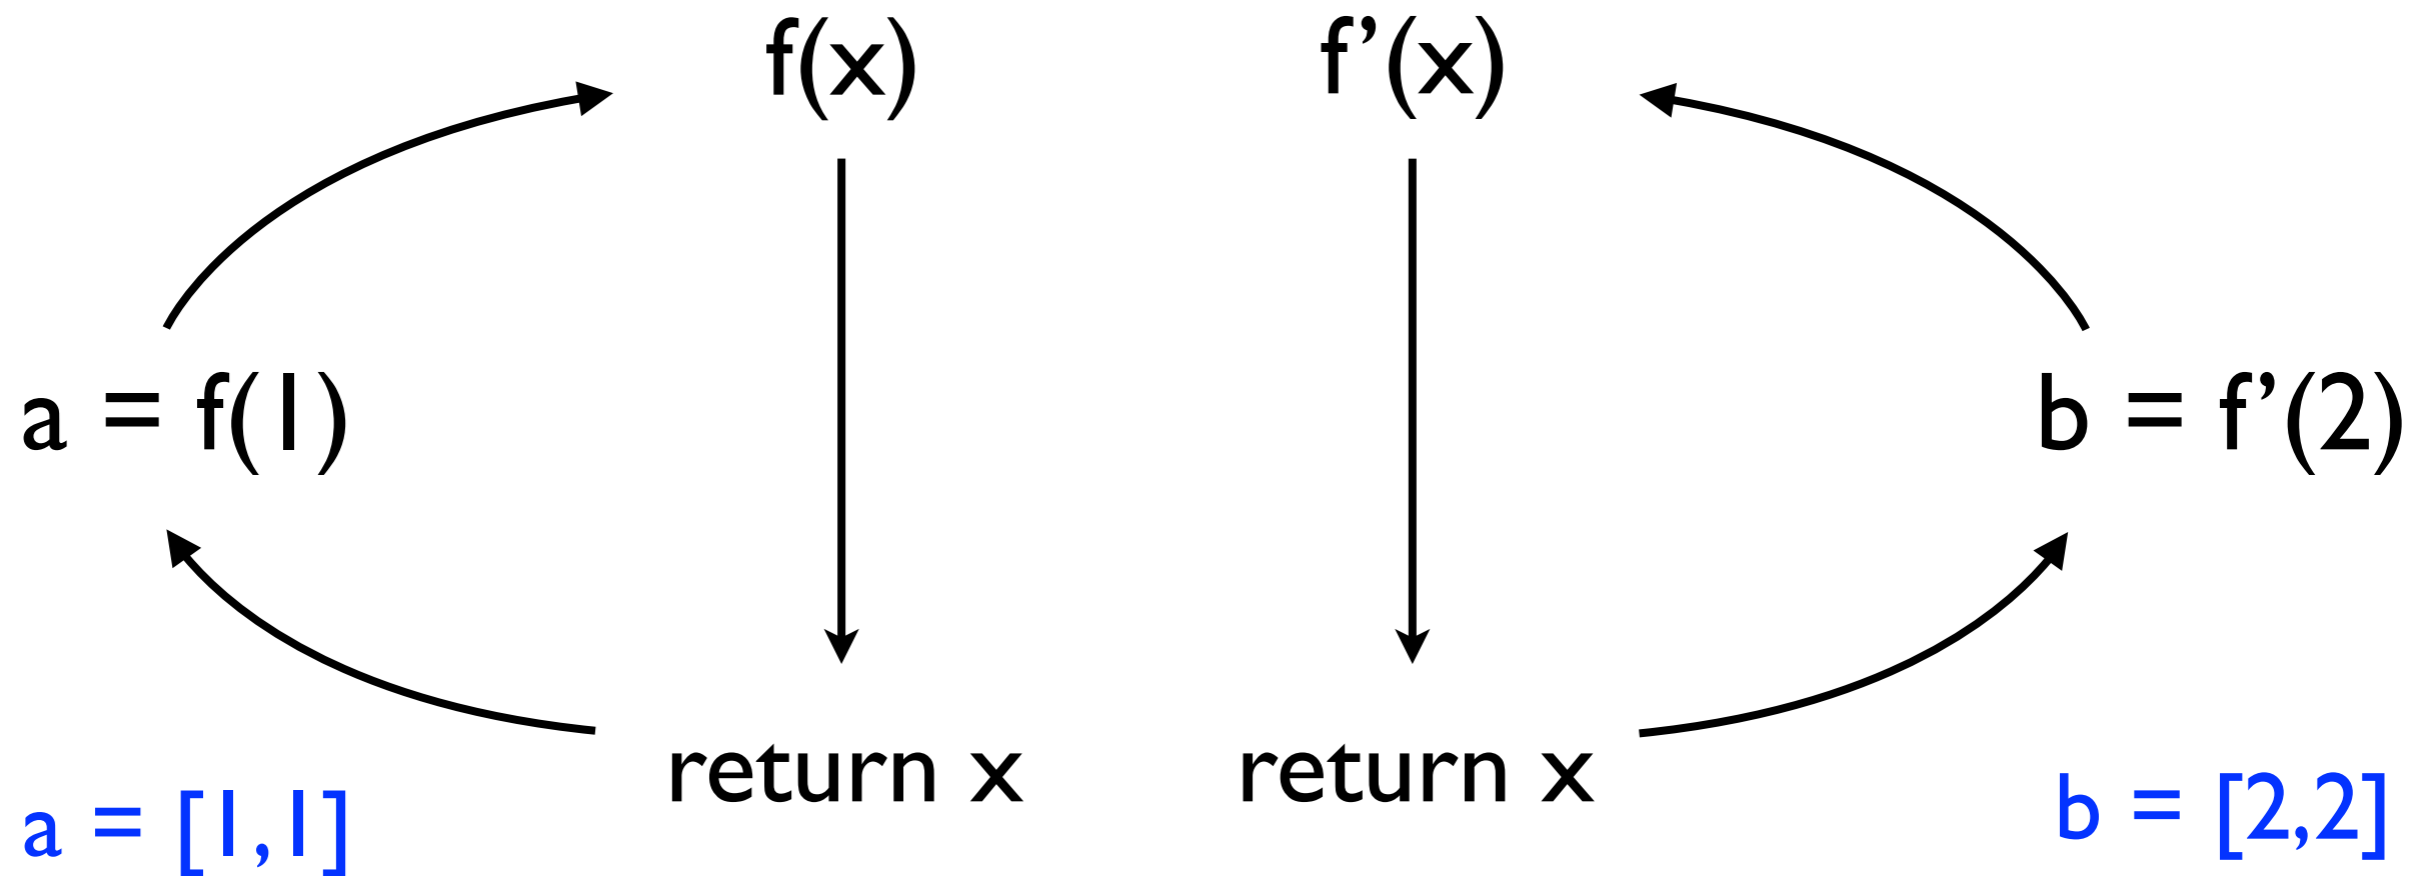 f(x)
f’(x)
a = f(1)
b = f’(2)
return x
return x
a = [1,1]
b = [2,2]